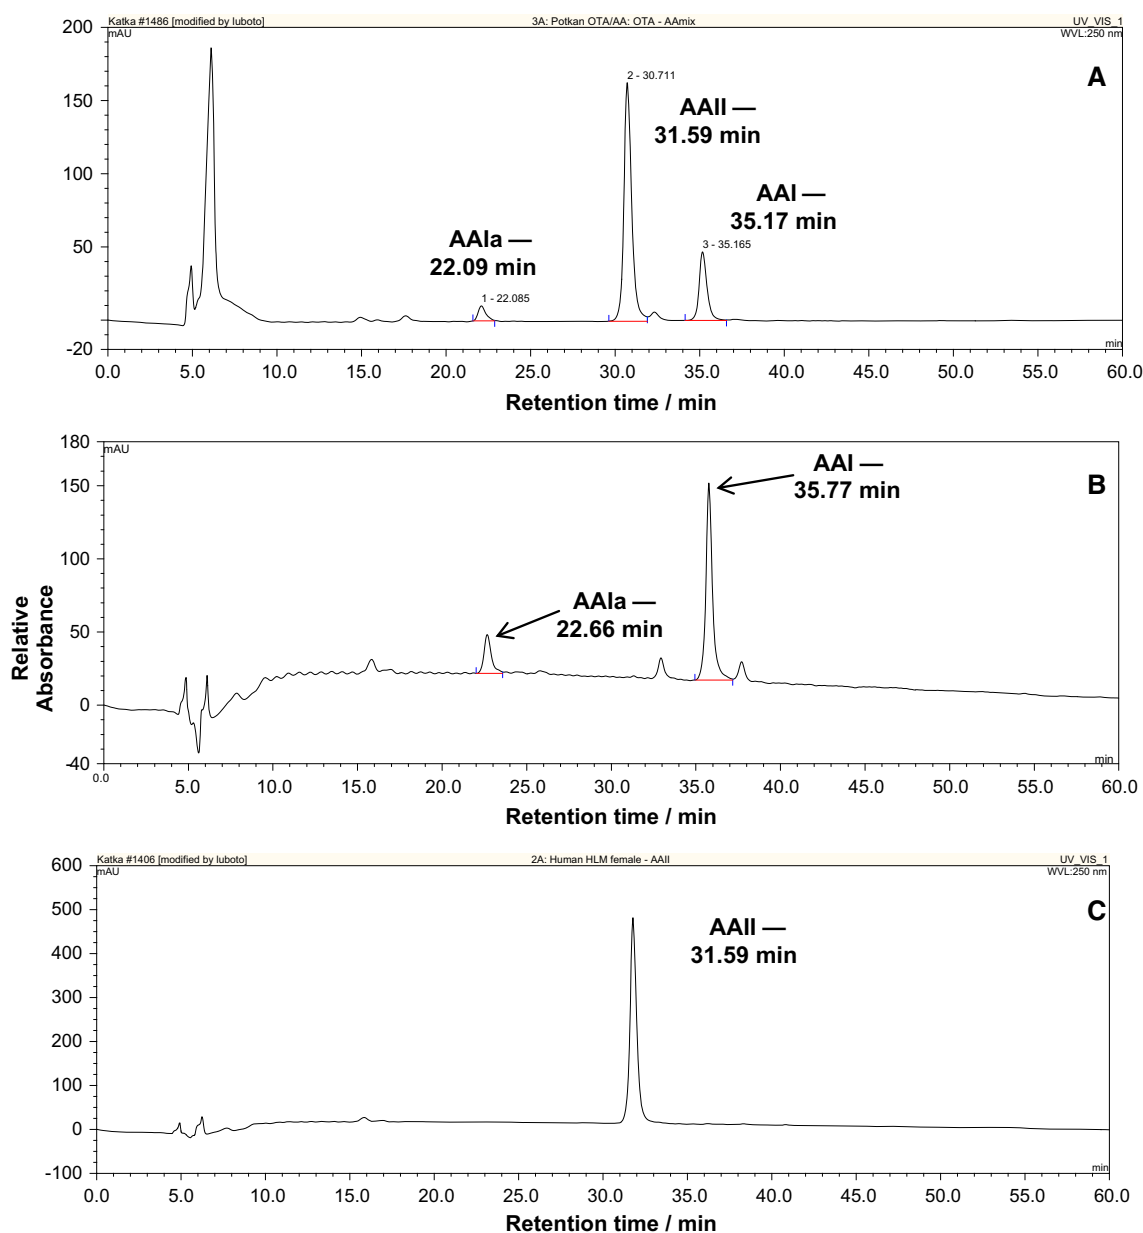 Katka #1486 [modified by luboto] 3A: Potkan OTA/AA: OTA - AAmix UV_VIS_1
mAU WVL:250 nm
A
200
150
100
50
-20
2 - 30.711
AAII —
31.59 min
AAI —
35.17 min
3 - 35.165
AAIa —
22.09 min
1 - 22.085
min
0.0 5.0 10.0 15.0 20.0 25.0 30.0 35.0 40.0 45.0 50.0 55.0 60.0
Retention time / min
mAU
B
180
150
100
50
0
-40
AAI —
35.77 min
AAIa —
22.66 min
Relative
Absorbance
min
0.0 5.0 10.0 15.0 20.0 25.0 30.0 35.0 40.0 45.0 50.0 55.0 60.0
Retention time / min
Katka #1406 [modified by luboto] 2A: Human HLM female - AAII UV_VIS_1
mAU WVL:250 nm
C
600
500
400
300
200
100
0
-100
AAII —
31.59 min
min
0.0 5.0 10.0 15.0 20.0 25.0 30.0 35.0 40.0 45.0 50.0 55.0 60.0
Retention time / min